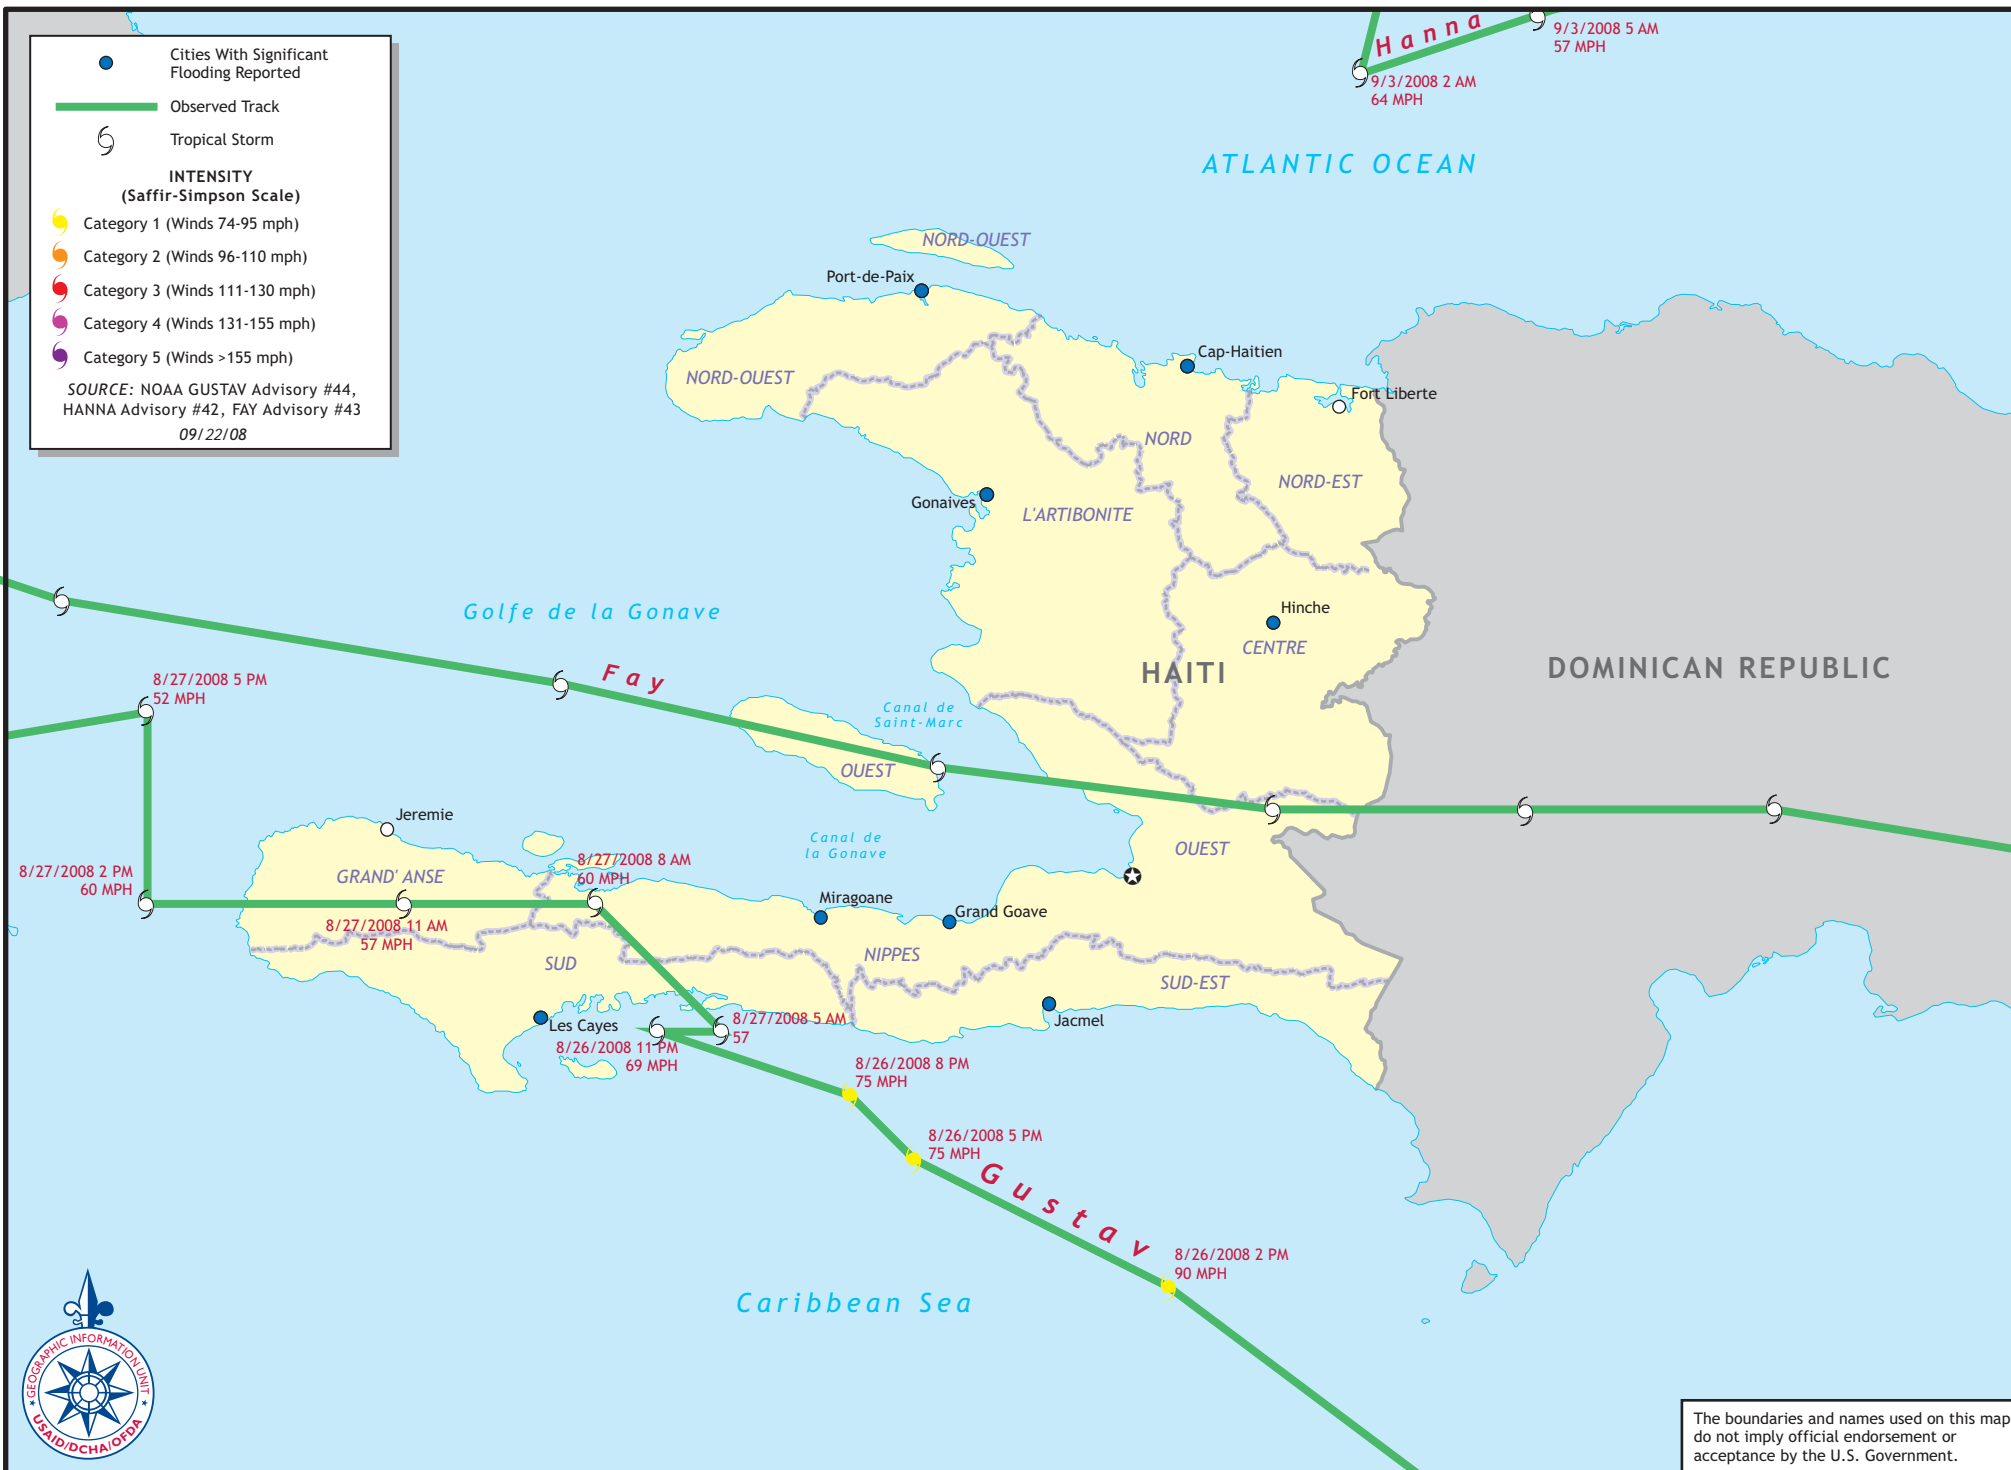 Cities With Significant
Flooding Reported
Observed Track
Tropical Storm
INTENSITY
(Saffir-Simpson Scale)
Category 1 (Winds 74-95 mph)
Category 2 (Winds 96-110 mph)
Category 3 (Winds 111-130 mph)
Category 4 (Winds 131-155 mph)
Category 5 (Winds >155 mph)
SOURCE: NOAA GUSTAV Advisory #44,
HANNA Advisory #42, FAY Advisory #43
09/22/08
Hanna
9/3/2008 5 AM
57 MPH
9/3/2008 2 AM
64 MPH
ATLANTIC OCEAN
NORD-OUEST
Port-de-Paix
Cap-Haitien
NORD-OUEST
Fort Liberte
NORD
NORD-EST
Gonaives
L'ARTIBONITE
Golfe de la Gonave
Hinche
CENTRE
HAITI
DOMINICAN REPUBLIC
Fay
8/27/2008 5 PM
52 MPH
Canal de
Saint-Marc
OUEST
Jeremie
Canal de
la Gonave
OUEST
8/27/2008 8 AM
60 MPH
8/27/2008 2 PM
60 MPH
GRAND' ANSE
Miragoane
Grand Goave
8/27/2008 11 AM
57 MPH
NIPPES
SUD
SUD-EST
Les Cayes
8/27/2008 5 AM
57
Jacmel
8/26/2008 11 PM
69 MPH
8/26/2008 8 PM
75 MPH
8/26/2008 5 PM
75 MPH
Gustav
8/26/2008 2 PM
90 MPH
Caribbean Sea
GEOGRAPHIC INFORMATION UNIT
USAID/DCHA/OFDA
The boundaries and names used on this map
do not imply official endorsement or
acceptance by the U.S. Government.